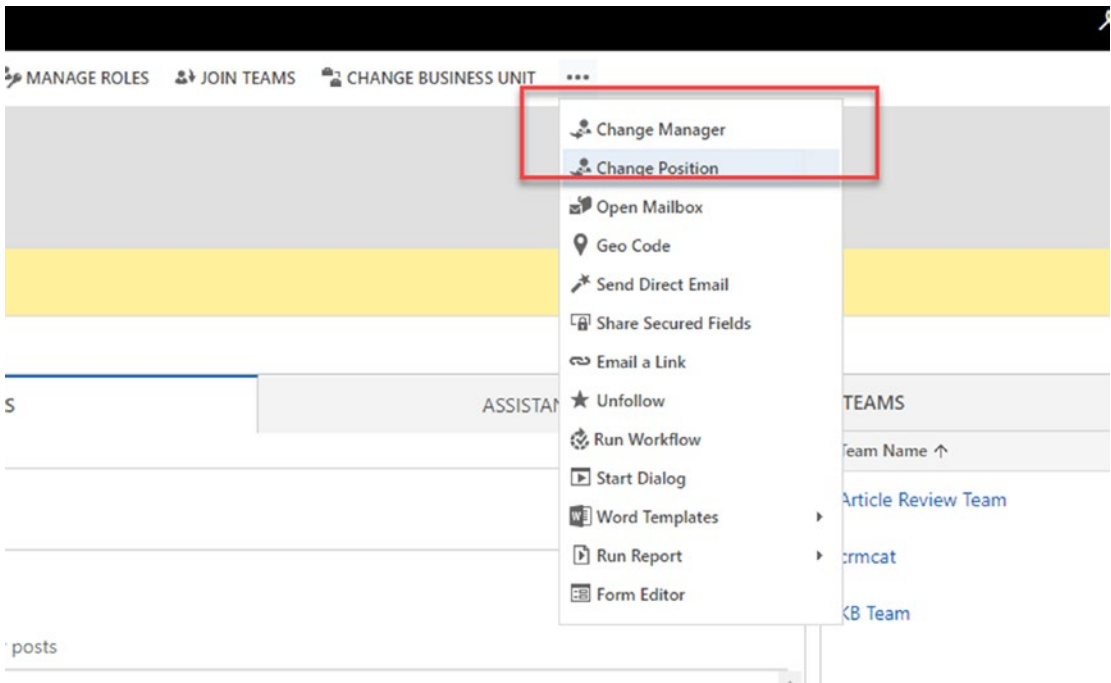 MANAGE ROLES JOIN TEAMS CHANGE BUSINESS UNIT ...
Change Manager
Change Position
Open Mailbox
Geo Code
Send Direct Email
Share Secured Fields
Email a Link
Unfollow
Run Workflow
Start Dialog
Word Templates
Run Report
Form Editor
S
ASSISTAN
TEAMS
Team Name ↑
Article Review Team
crmcat
KB Team
posts